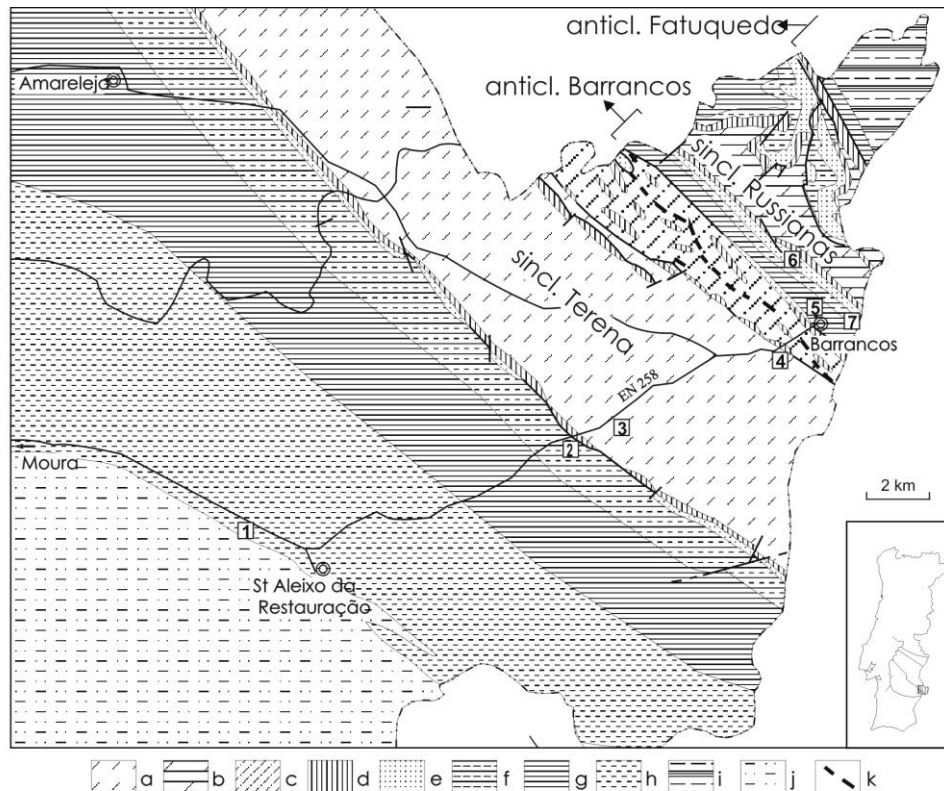 anticl. Fatuquedo
anticl. Barrancos
Amareleja
sincl. Russianas
sincl. Terena
6
5
7
Barrancos
4
EN 258
3
2
2 km
Moura
1
St Aleixo da
Restauração
a b c d e f g h i j k